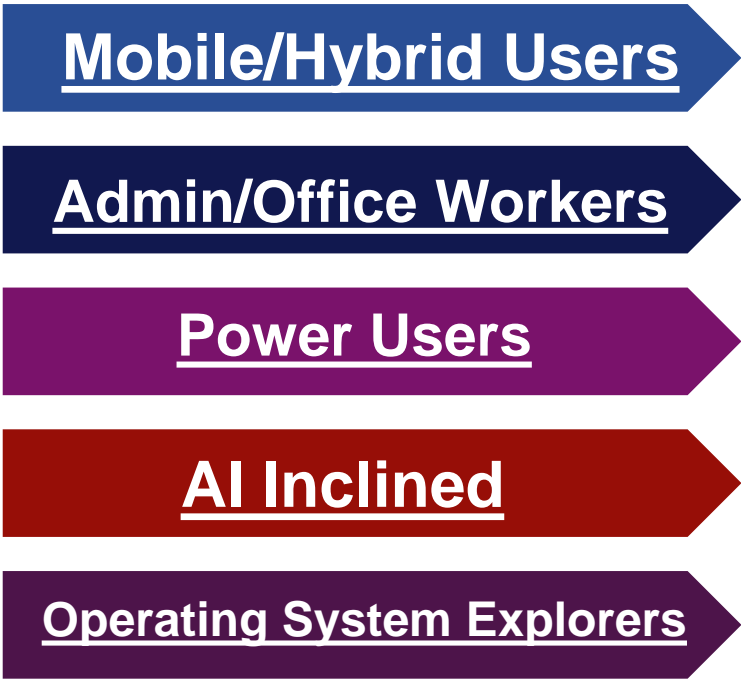 Mobile/Hybrid Users
Admin/Office Workers
Power Users
AI Inclined
Operating System Explorers